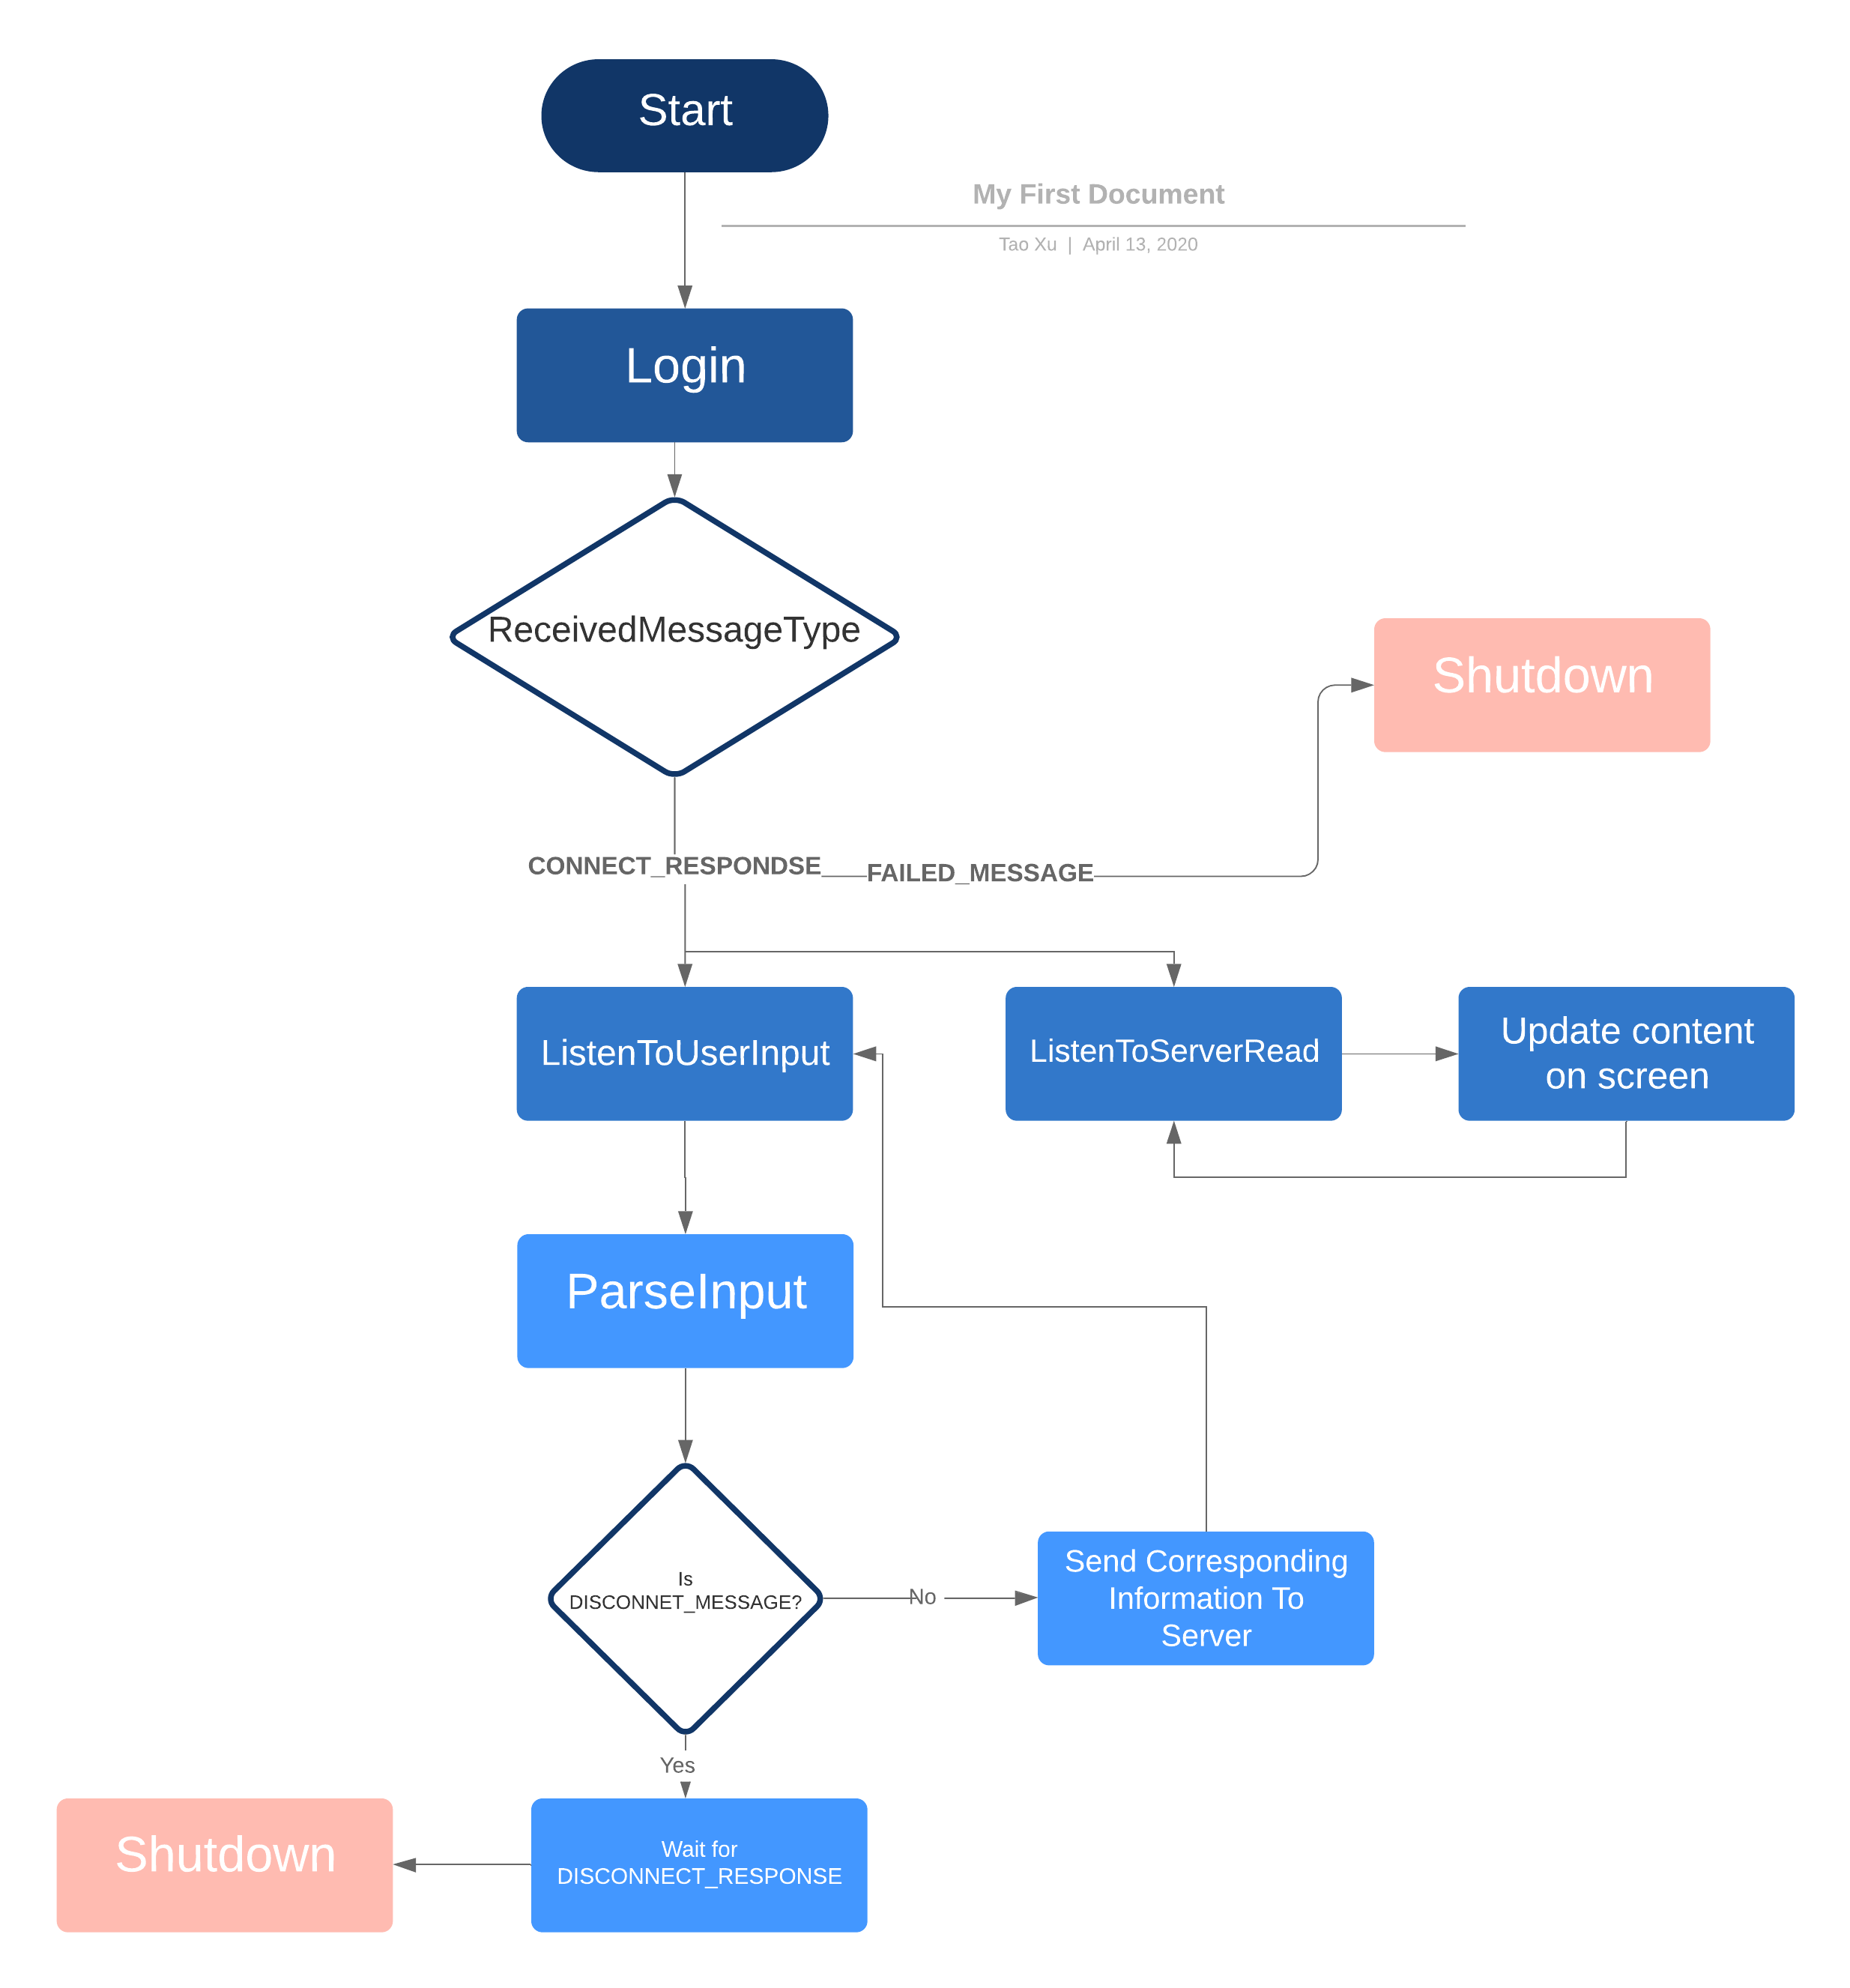 Start
My First Document
Tao Xu | April 13, 2020
Login
ReceivedMessageType
Shutdown
CONNECT_RESPONDSE
FAILED_MESSAGE
ListenToUserInput
ListenToServerRead
Update content
on screen
ParseInput
Is
DISCONNET_MESSAGE?
No
Send Corresponding
Information To
Server
Yes
Shutdown
Wait for
DISCONNECT_RESPONSE